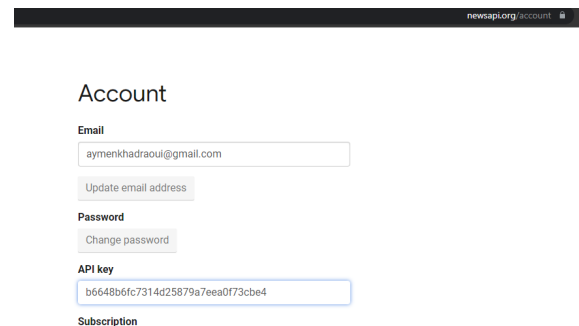 newsapi.org/account
Account
Email
aymenkhadraoui@gmail.com
Update email address
Password
Change password
API key
b6648b6fc7314d25879a7eea0f73cbe4
Subscription